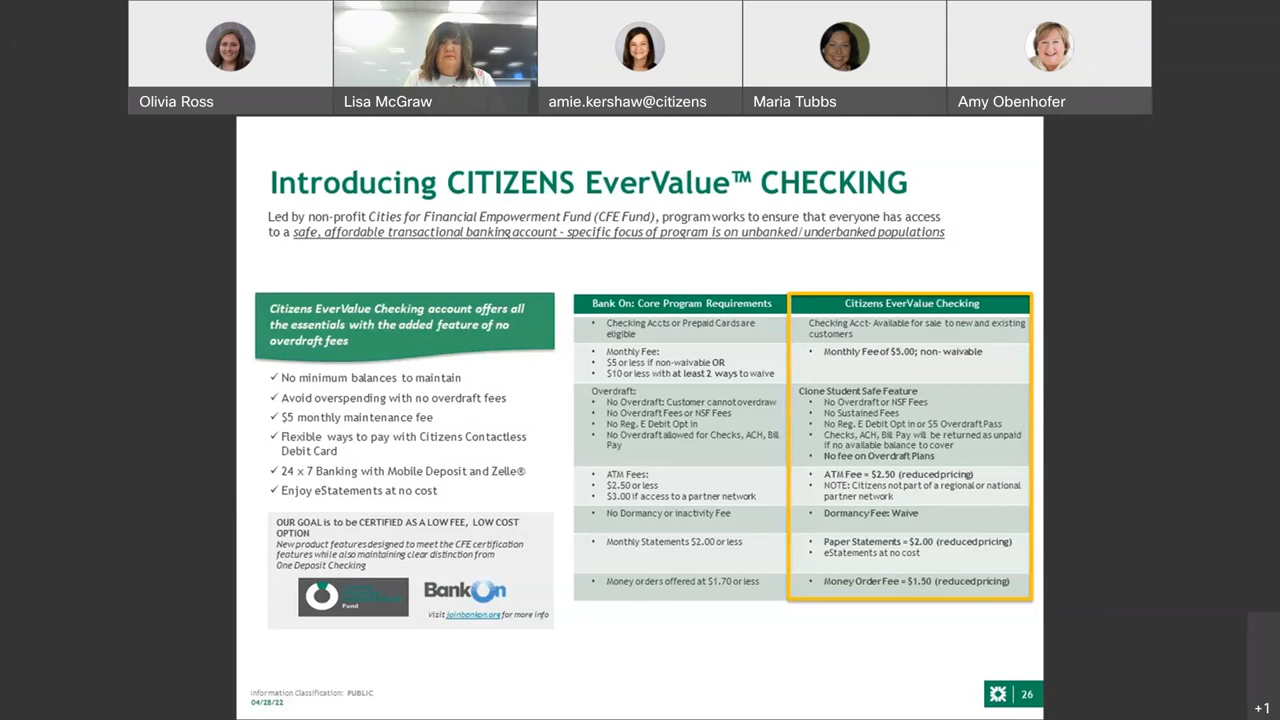 Olivia Ross
Lisa McGraw
amie.kershaw@citizens
Maria Tubbs
Amy Obenhofer
Introducing CITIZENS EverValue™ CHECKING
Led by non-profit Cities for Financial Empowerment Fund (CFE Fund), program works to ensure that everyone has access
to a safe, affordable transactional banking account - specific focus of program is on unbanked/underbanked populations
Citizens EverValue Checking account offers all
the essentials with the added feature of no
overdraft fees
✓ No minimum balances to maintain
✓ Avoid overspending with no overdraft fees
✓ $5 monthly maintenance fee
✓ Flexible ways to pay with Citizens Contactless
Debit Card
✓ 24 x 7 Banking with Mobile Deposit and Zelle®
✓ Enjoy eStatements at no cost
OUR GOAL is to be CERTIFIED AS A LOW FEE, LOW COST
OPTION
New product features designed to meet the CFE certification
features while also maintaining clear distinction from
One Deposit Checking
Fund
BankOn
Visit joinbankon.org for more info
Bank On: Core Program Requirements
Citizens EverValue Checking
• Checking Accts or Prepaid Cards are
eligible
Checking Acct- Available for sale to new and existing
customers
• Monthly Fee:
• $5 or less if non-waivable OR
• $10 or less with at least 2 ways to waive
• Monthly Fee of $5.00; non- waivable
Overdraft:
• No Overdraft: Customer cannot overdraw
• No Overdraft Fees or NSF Fees
• No Reg. E Debit Opt in
• No Overdraft allowed for Checks, ACH, Bill
Pay
Clone Student Safe Feature
• No Overdraft or NSF Fees
• No Sustained Fees
• No Reg. E Debit Opt in or $5 Overdraft Pass
• Checks, ACH, Bill Pay will be returned as unpaid
if no available balance to cover
• No fee on Overdraft Plans
• ATM Fees:
• $2.50 or less
• $3.00 if access to a partner network
• ATM Fee = $2.50 (reduced pricing)
• NOTE: Citizens not part of a regional or national
partner network
• No Dormancy or inactivity Fee
• Dormancy Fee: Waive
• Monthly Statements $2.00 or less
• Paper Statements = $2.00 (reduced pricing)
• eStatements at no cost
• Money orders offered at $1.70 or less
• Money Order Fee = $1.50 (reduced pricing)
Information Classification: PUBLIC
04/28/22
26
+1